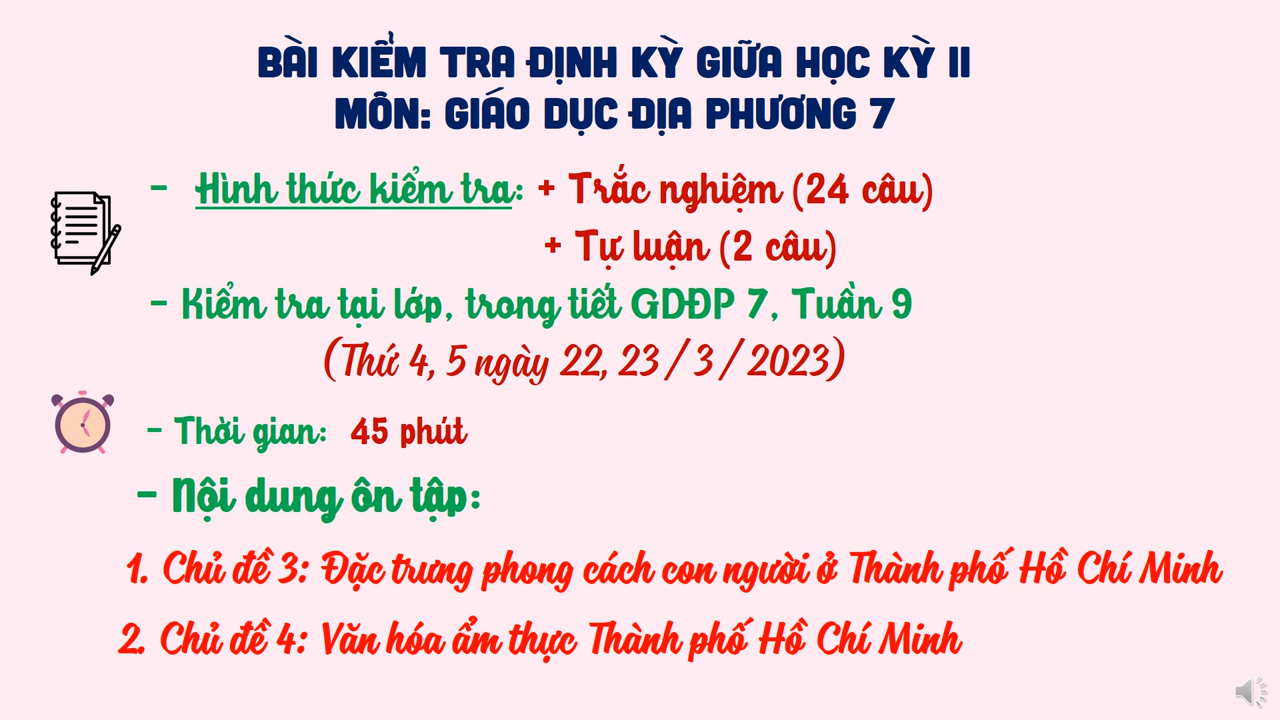 BÀI KIỂM TRA ĐỊNH KỲ GIỮA HỌC KỲ II
MÔN: GIÁO DỤC ĐỊA PHƯƠNG 7
- Hình thức kiểm tra: + Trắc nghiệm (24 câu)
+ Tự luận (2 câu)
- Kiểm tra tại lớp, trong tiết GDĐP 7, Tuần 9
(Thứ 4, 5 ngày 22, 23 / 3 / 2023)
- Thời gian: 45 phút
- Nội dung ôn tập:
1. Chủ đề 3: Đặc trưng phong cách con người ở Thành phố Hồ Chí Minh
2. Chủ đề 4: Văn hóa ẩm thực Thành phố Hồ Chí Minh